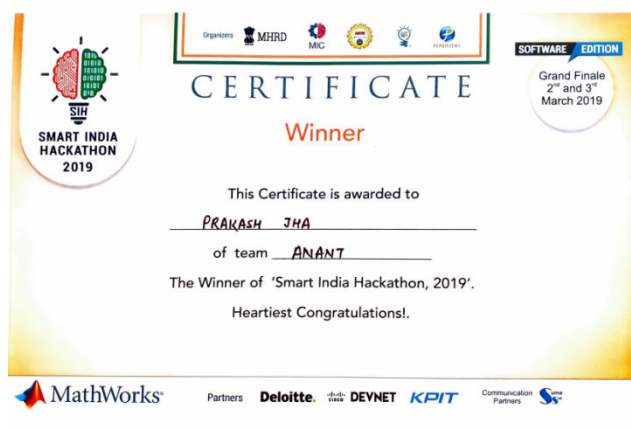 Organizers MHRD MIC PERSISTENT
SOFTWARE EDITION
Grand Finale
2nd and 3rd
March 2019
SIH
SMART INDIA
HACKATHON
2019
CERTIFICATE
Winner
This Certificate is awarded to
PRAKASH JHA
of team ANANT
The Winner of 'Smart India Hackathon, 2019'.
Heartiest Congratulations!.
MathWorks Partners Deloitte. CISCO DEVNET KPIT Communication
Partners